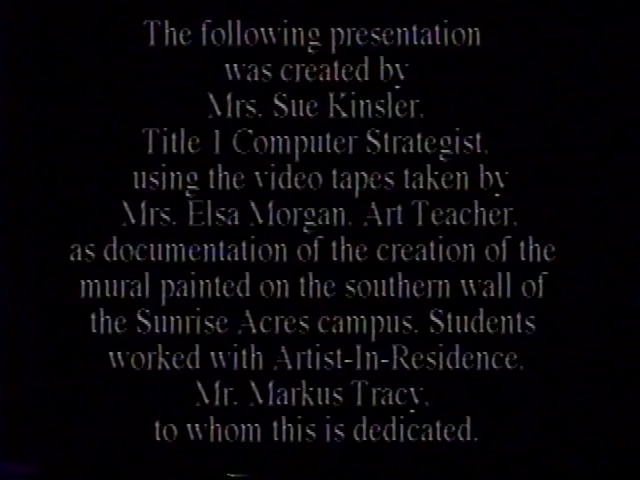 The following presentation
was created by
Mrs. Sue Kinsler,
Title 1 Computer Strategist,
using the video tapes taken by
Mrs. Elsa Morgan, Art Teacher,
as documentation of the creation of the
mural painted on the southern wall of
the Sunrise Acres campus. Students
worked with Artist-In-Residence,
Mr. Markus Tracy,
to whom this is dedicated.